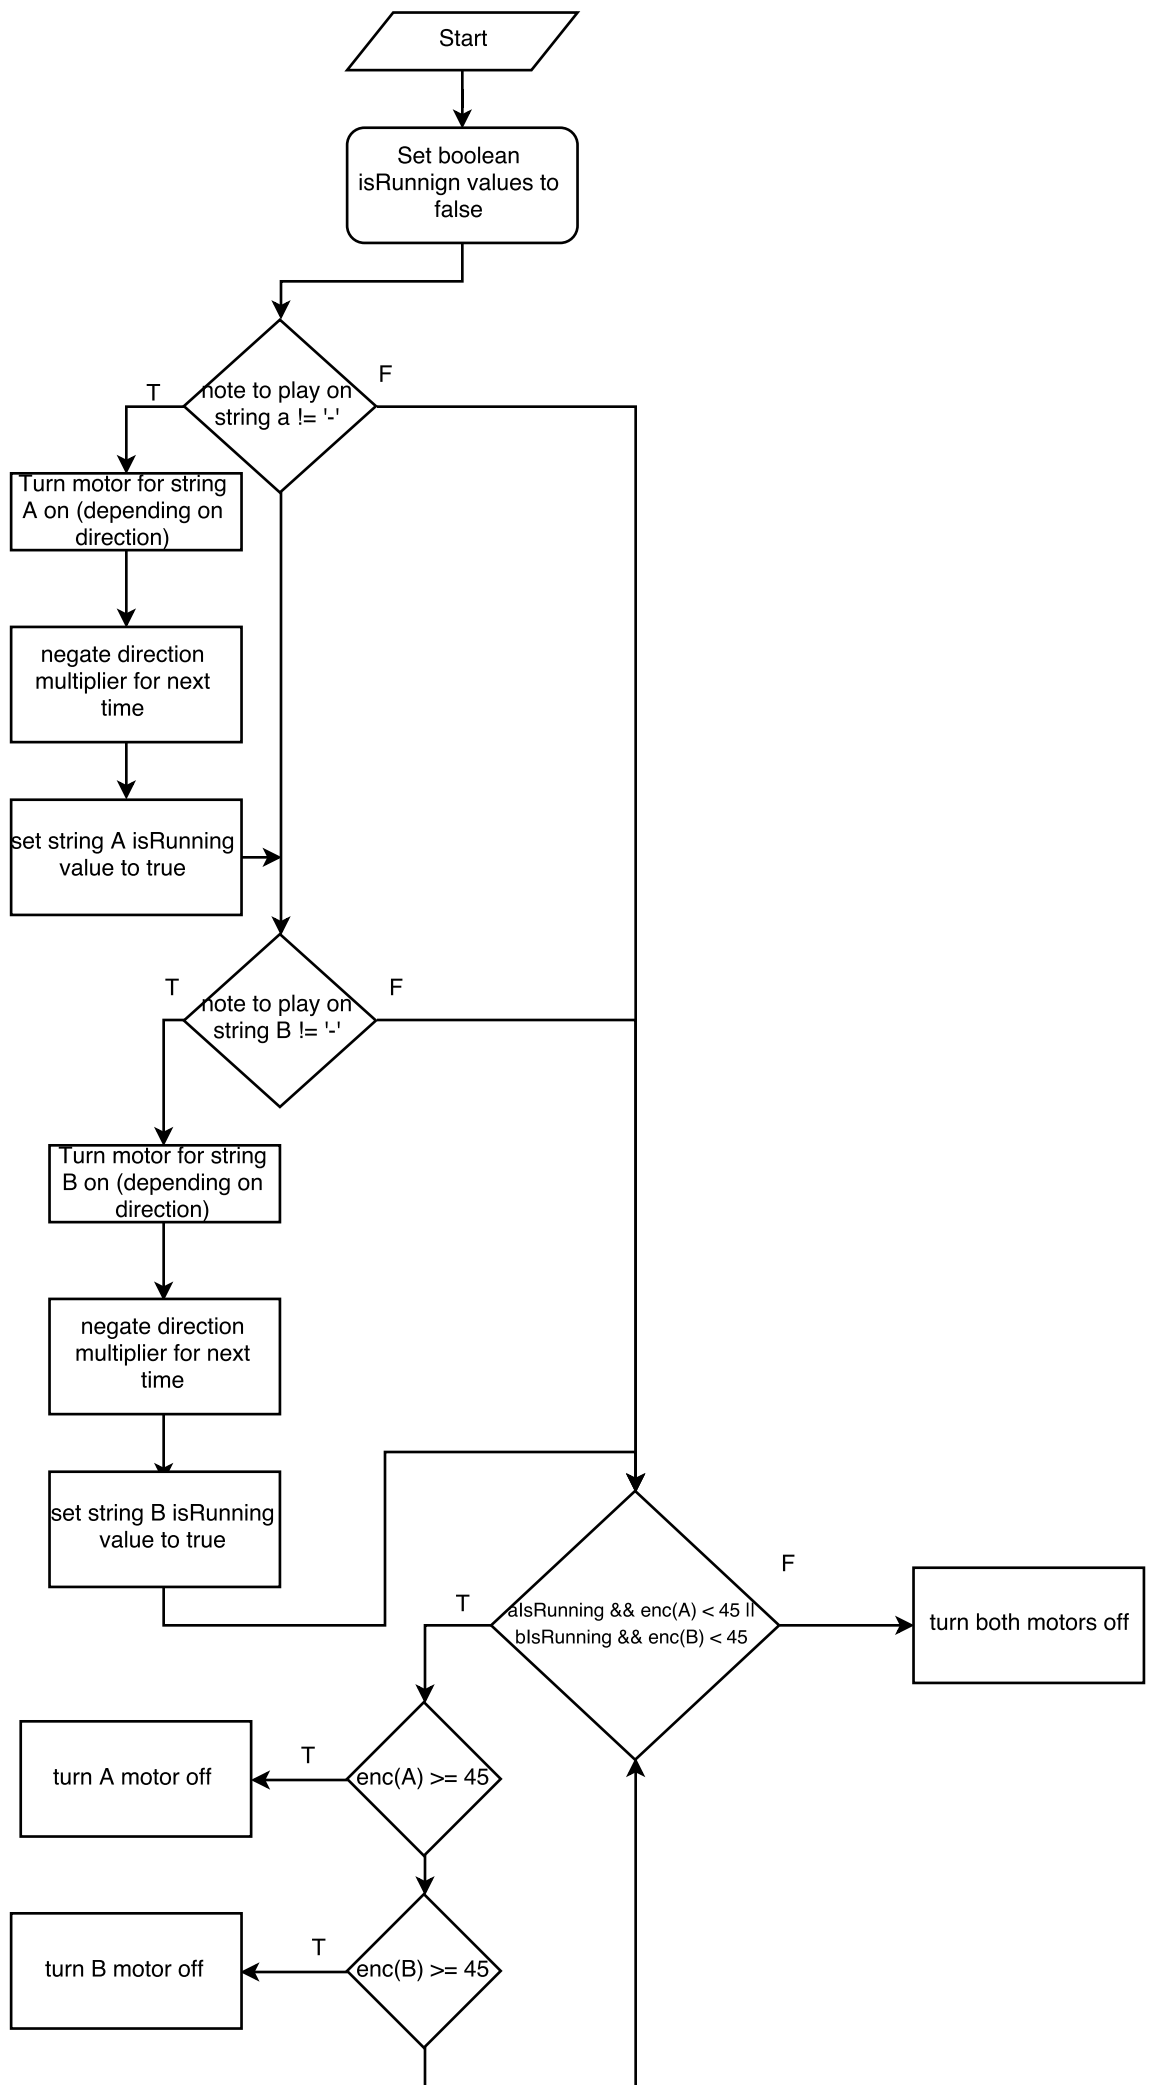 Start
Set boolean
isRunnign values to
false
note to play on
string a != '-'
T
F
Turn motor for string
A on (depending on
direction)
negate direction
multiplier for next
time
set string A isRunning
value to true
note to play on
string B != '-'
T
F
Turn motor for string
B on (depending on
direction)
negate direction
multiplier for next
time
set string B isRunning
value to true
aIsRunning && enc(A) < 45 ||
bIsRunning && enc(B) < 45
T
F
turn both motors off
enc(A) >= 45
T
turn A motor off
enc(B) >= 45
T
turn B motor off